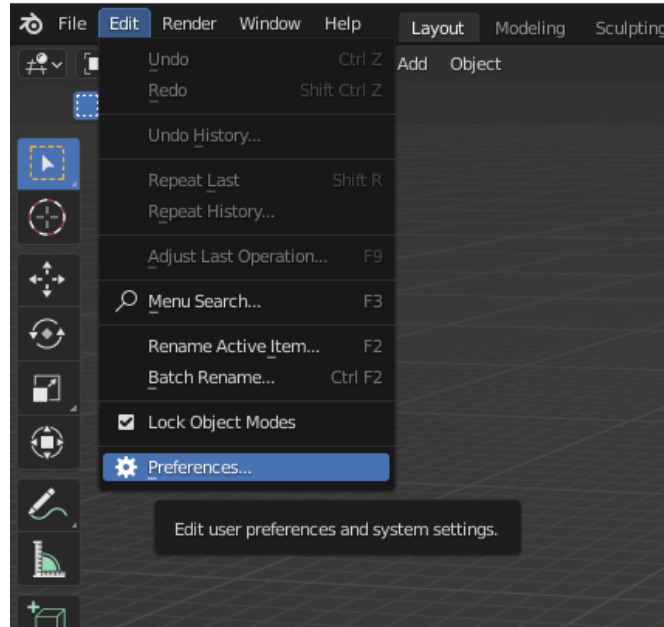 File Edit Render Window Help Layout Modeling Sculpting
Add Object
Undo Ctrl Z
Redo Shift Ctrl Z
Undo History...
Repeat Last Shift R
Repeat History...
Adjust Last Operation... F9
Menu Search... F3
Rename Active Item... F2
Batch Rename... Ctrl F2
Lock Object Modes
Preferences...
Edit user preferences and system settings.